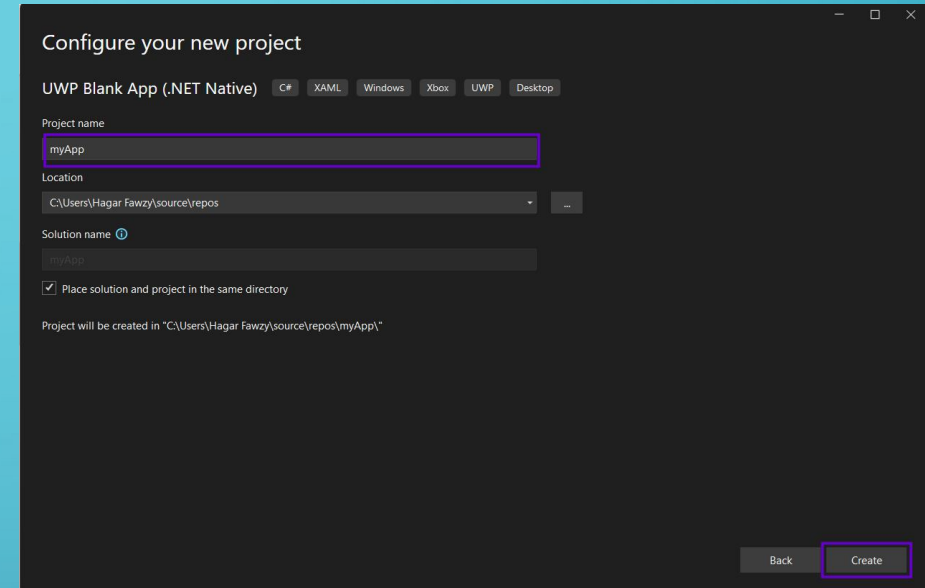 Configure your new project
UWP Blank App (.NET Native) C# XAML Windows Xbox UWP Desktop
Project name
myApp
Location
C:\Users\Hagar Fawzy\source\repos ...
Solution name
myApp
Place solution and project in the same directory
Project will be created in "C:\Users\Hagar Fawzy\source\repos\myApp\"
Back Create